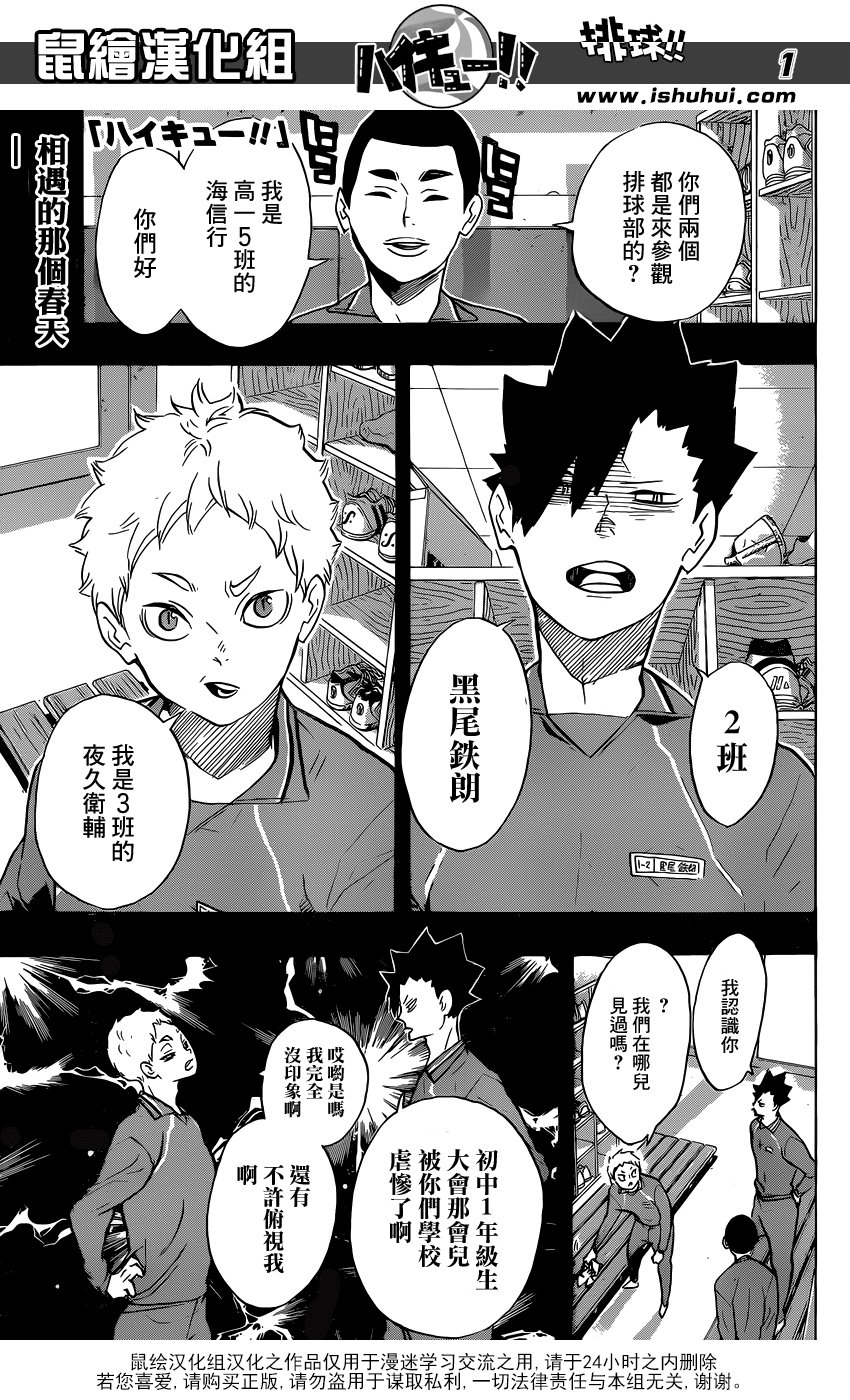 鼠繪漢化組
ハイキュー!!
排球!!
1
www.ishuhui.com
相遇的那個春天
「ハイキュー!!」
你們兩個
都是來參觀
排球部的?
我是
高一5班的
海信行
你們好
2班
黑尾鉄朗
1-2 黒尾鉄朗
我是3班的
夜久衛輔
我認識你
?
我們在哪兒
見過嗎?
初中1年級生
大會那會兒
被你們學校
虐慘了啊
哎喲是嗎
我完全
沒印象啊
還有
不許俯視我
啊
鼠绘汉化组汉化之作品仅用于漫迷学习交流之用, 请于24小时之内删除
若您喜爱, 请购买正版, 请勿盗用于谋取私利, 一切法律责任与本组无关, 谢谢。